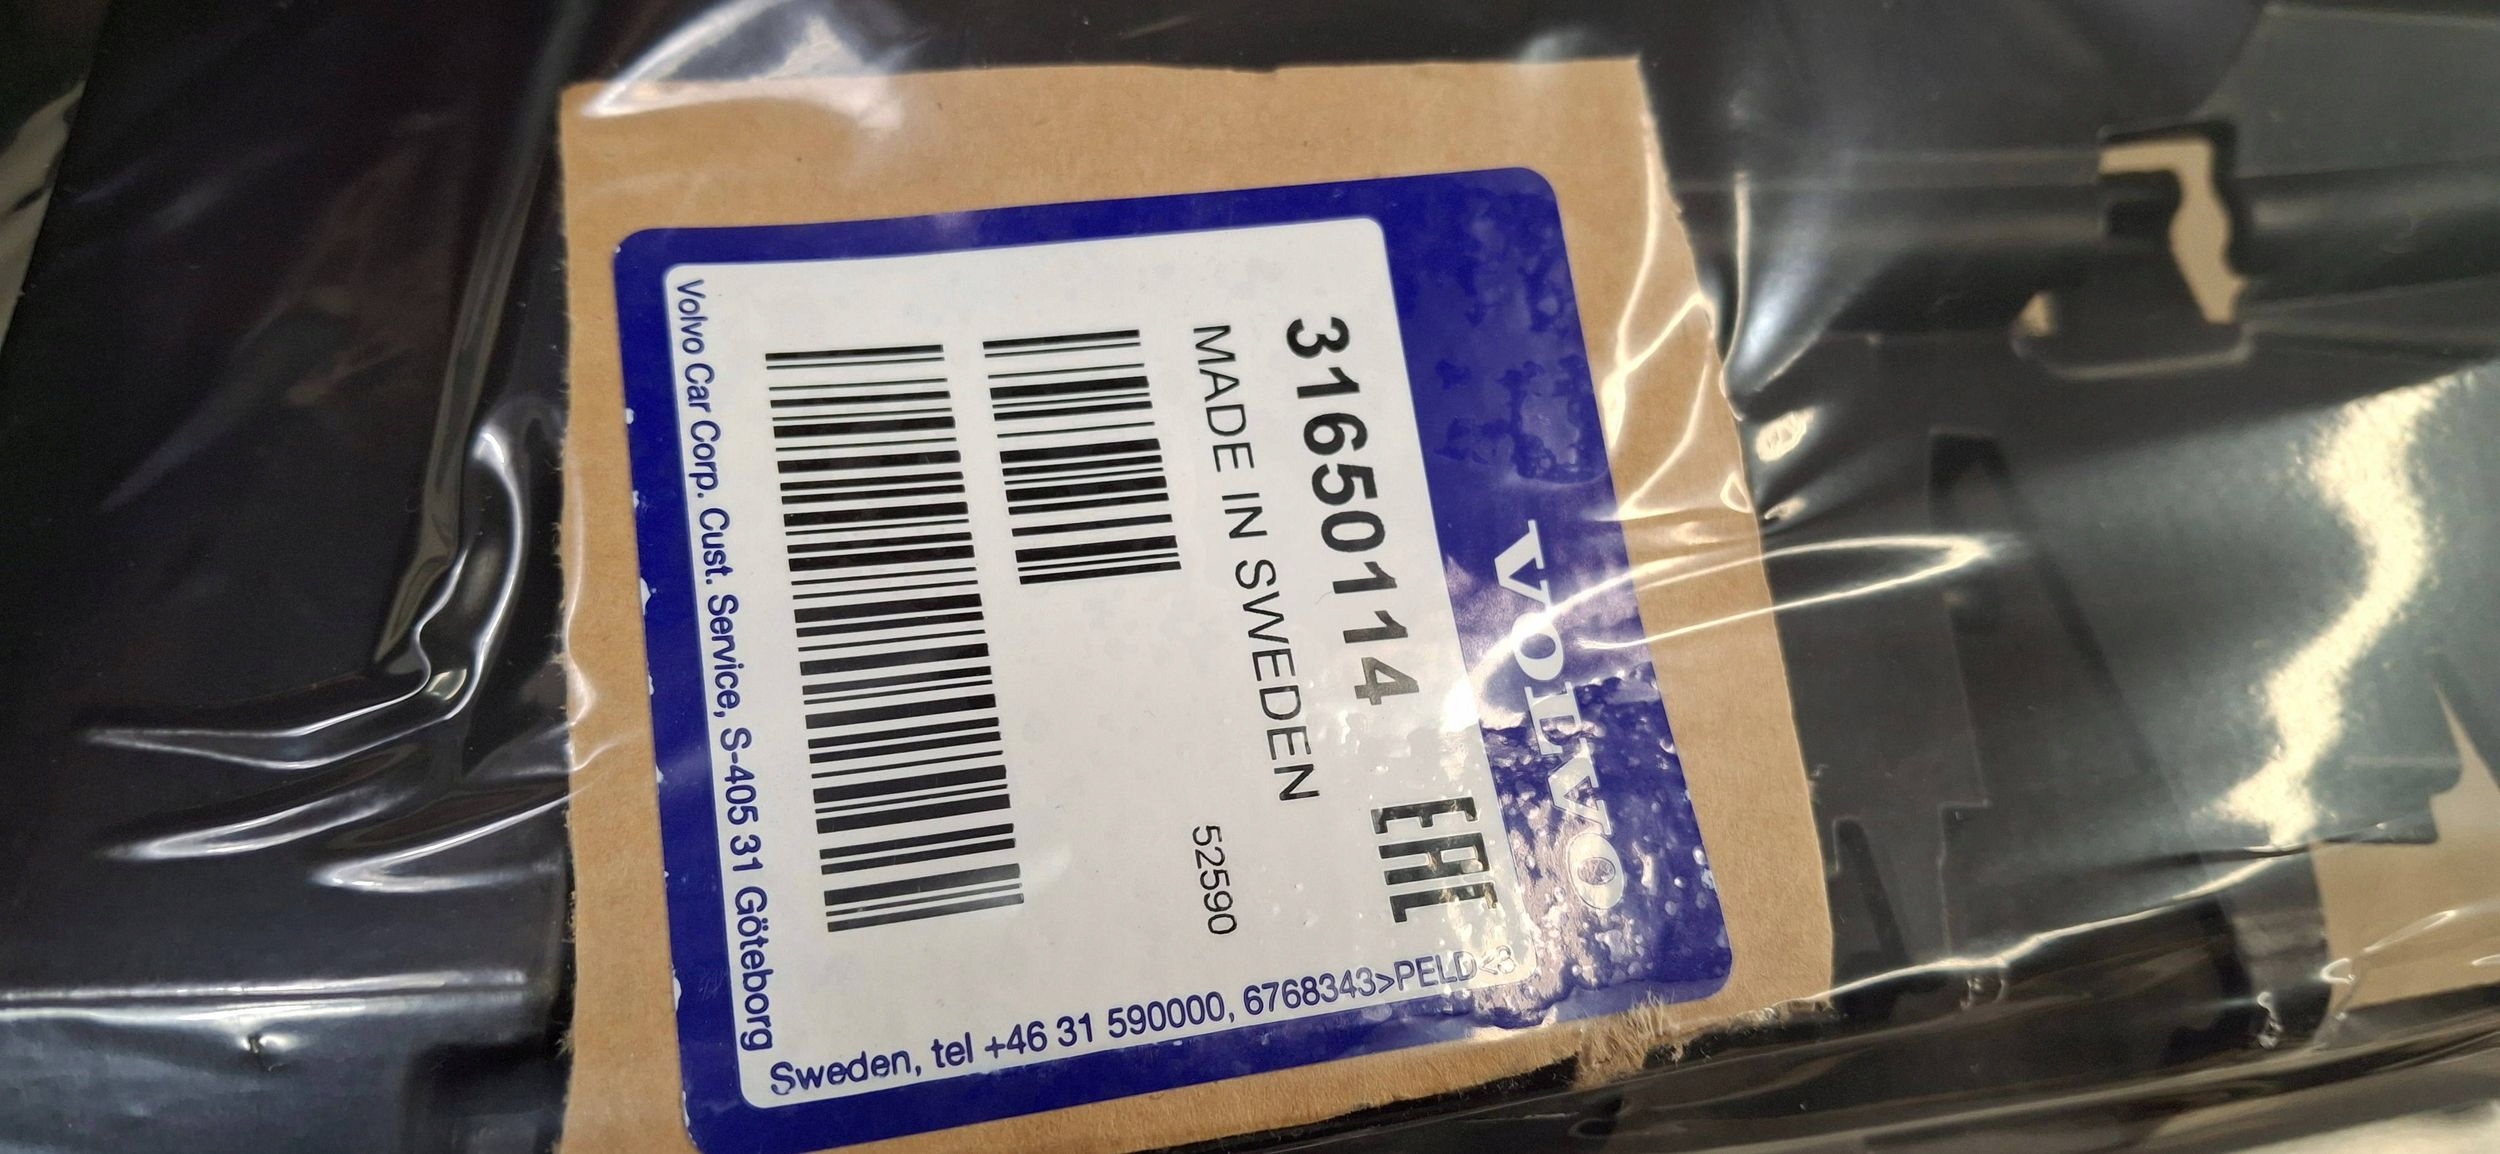 VOLVO
31650114
EAC
MADE IN SWEDEN
52590
Volvo Car Corp. Cust. Service, S-405 31 Göteborg
Sweden, tel +46 31 590000, 6768343>PELD<3